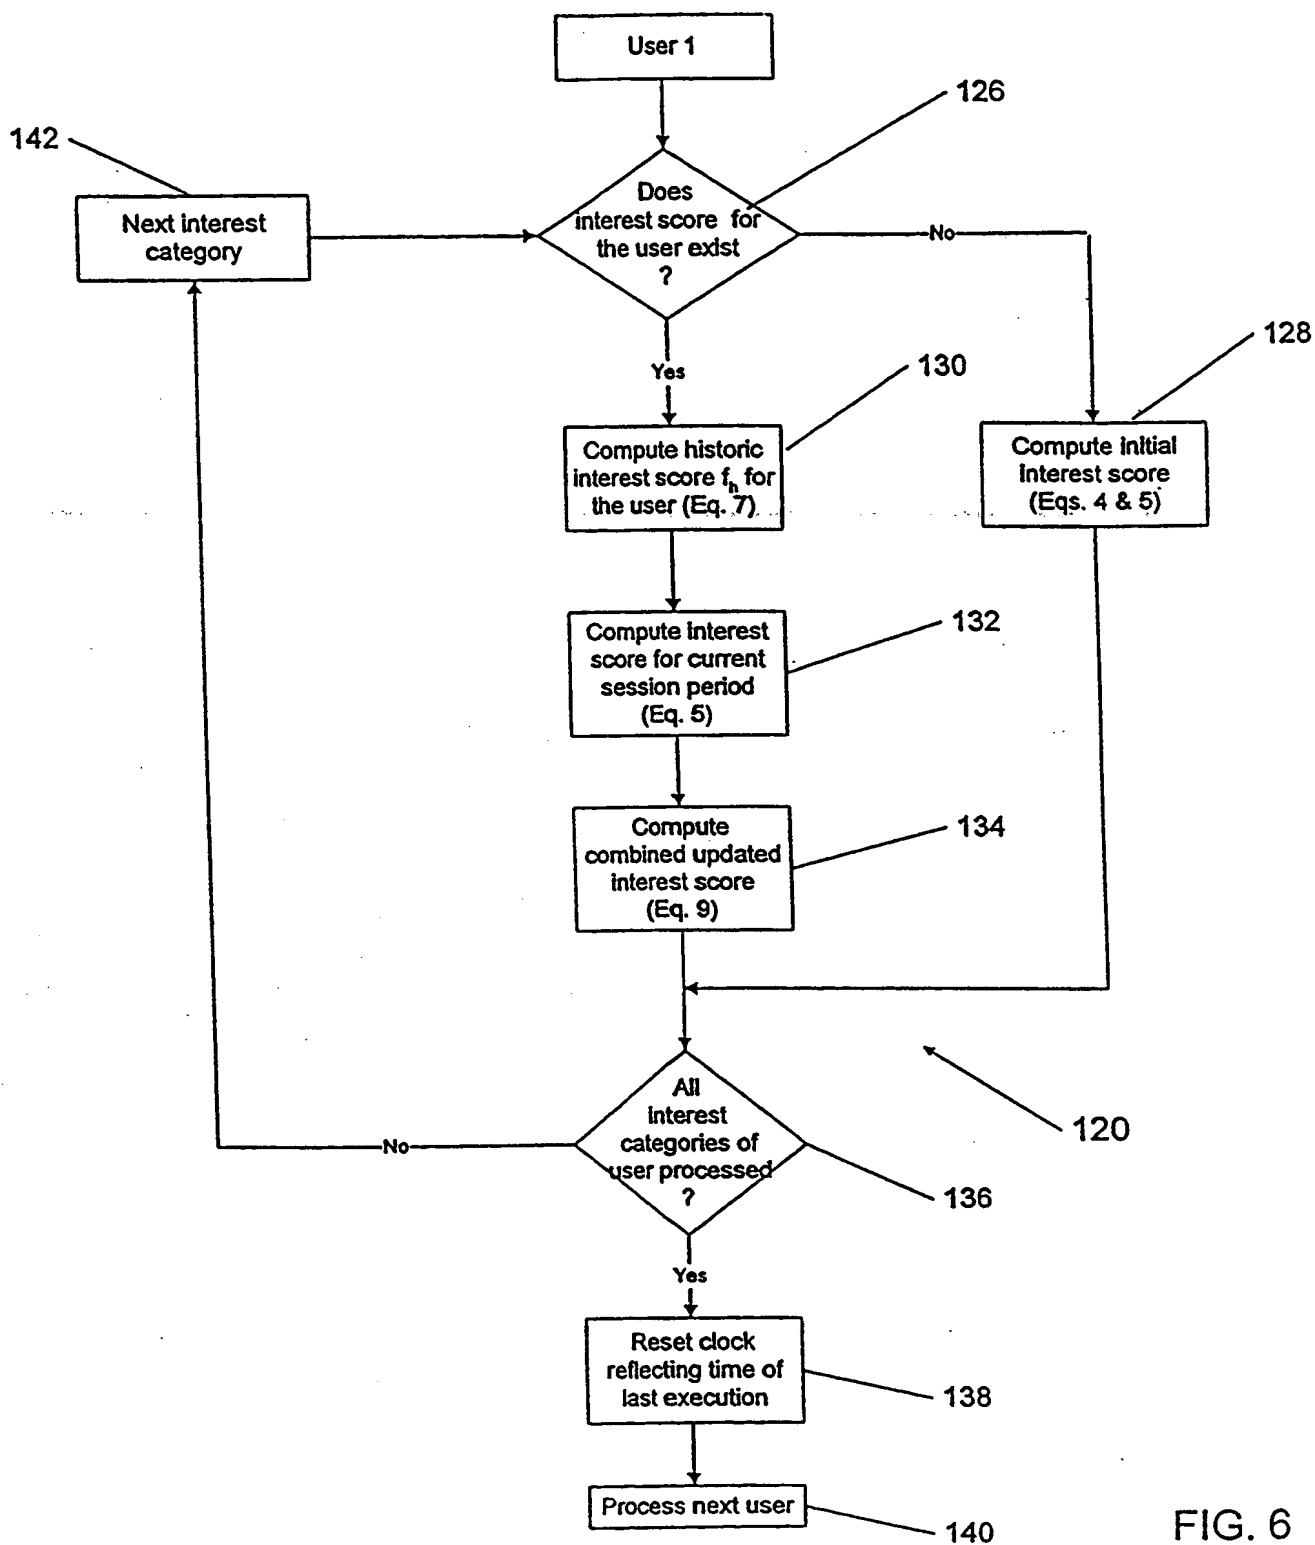 User 1
126
142
Does
interest score for
the user exist
?
Next interest
category
No
128
Yes
130
Compute historic
interest score fh for
the user (Eq. 7)
Compute initial
interest score
(Eqs. 4 & 5)
132
Compute interest
score for current
session period
(Eq. 5)
134
Compute
combined updated
interest score
(Eq. 9)
All
interest
categories of
user processed
?
120
No
136
Yes
Reset clock
reflecting time of
last execution
138
Process next user
140
FIG. 6